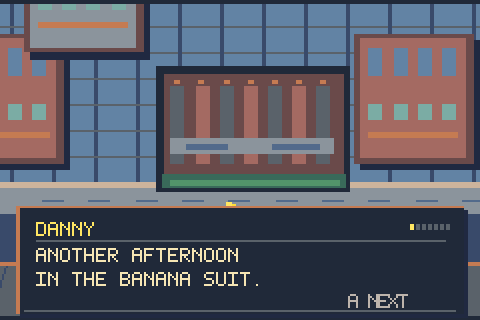 DANNY
ANOTHER AFTERNOON
IN THE BANANA SUIT.
A NEXT